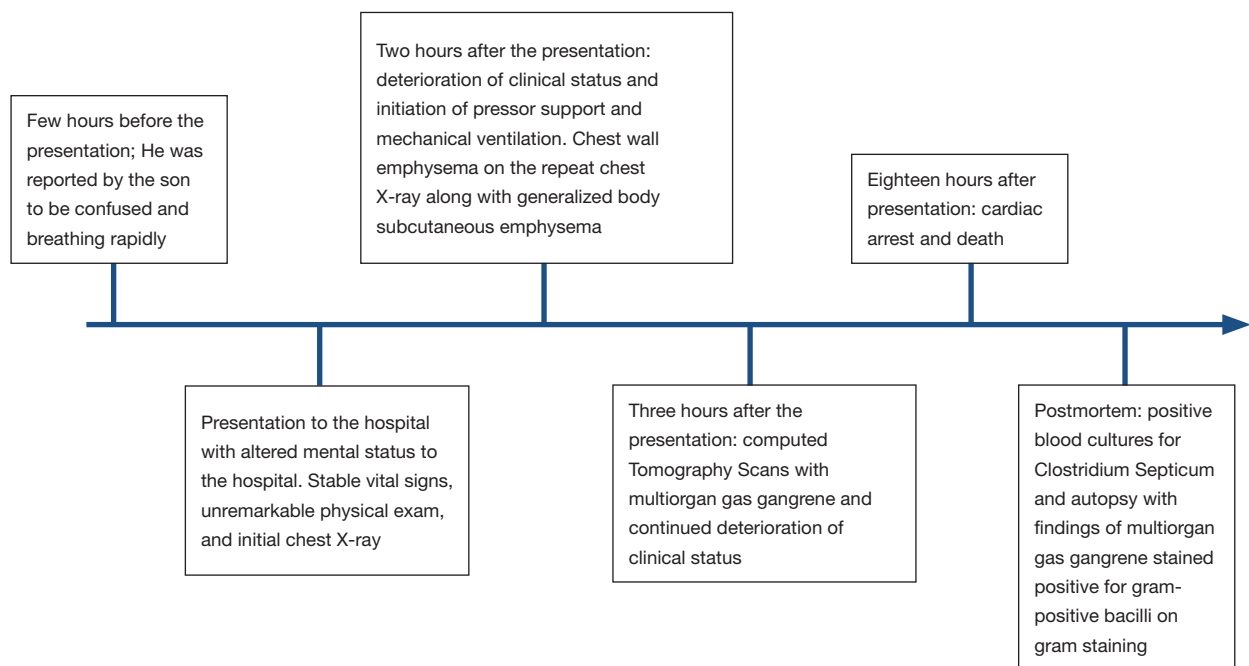 Few hours before the
presentation; He was
reported by the son
to be confused and
breathing rapidly
Presentation to the hospital
with altered mental status to
the hospital. Stable vital signs,
unremarkable physical exam,
and initial chest X-ray
Two hours after the presentation:
deterioration of clinical status and
initiation of pressor support and
mechanical ventilation. Chest wall
emphysema on the repeat chest
X-ray along with generalized body
subcutaneous emphysema
Three hours after the
presentation: computed
Tomography Scans with
multiorgan gas gangrene and
continued deterioration of
clinical status
Eighteen hours after
presentation: cardiac
arrest and death
Postmortem: positive
blood cultures for
Clostridium Septicum
and autopsy with
findings of multiorgan
gas gangrene stained
positive for gram-
positive bacilli on
gram staining